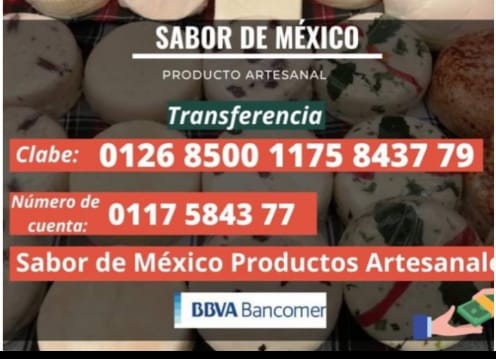 SABOR DE MÉXICO
PRODUCTO ARTESANAL
Transferencia
Clabe: 0126 8500 1175 8437 79
Número de cuenta: 0117 5843 77
Sabor de México Productos Artesanale
BBVA Bancomer